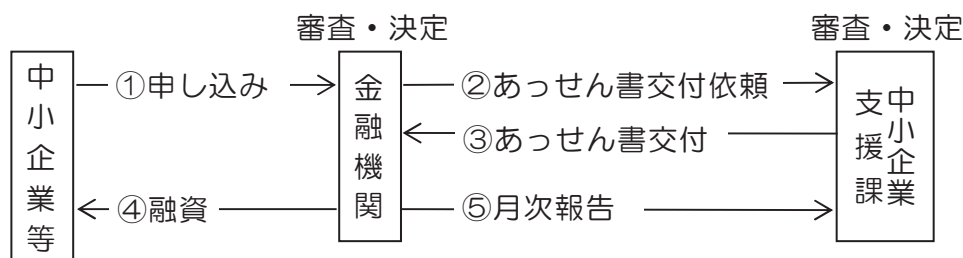 審査・決定
審査・決定
中小企業等
①申し込み
金融機関
②あっせん書交付依頼
③あっせん書交付
④融資
⑤月次報告
中小企業
支援課